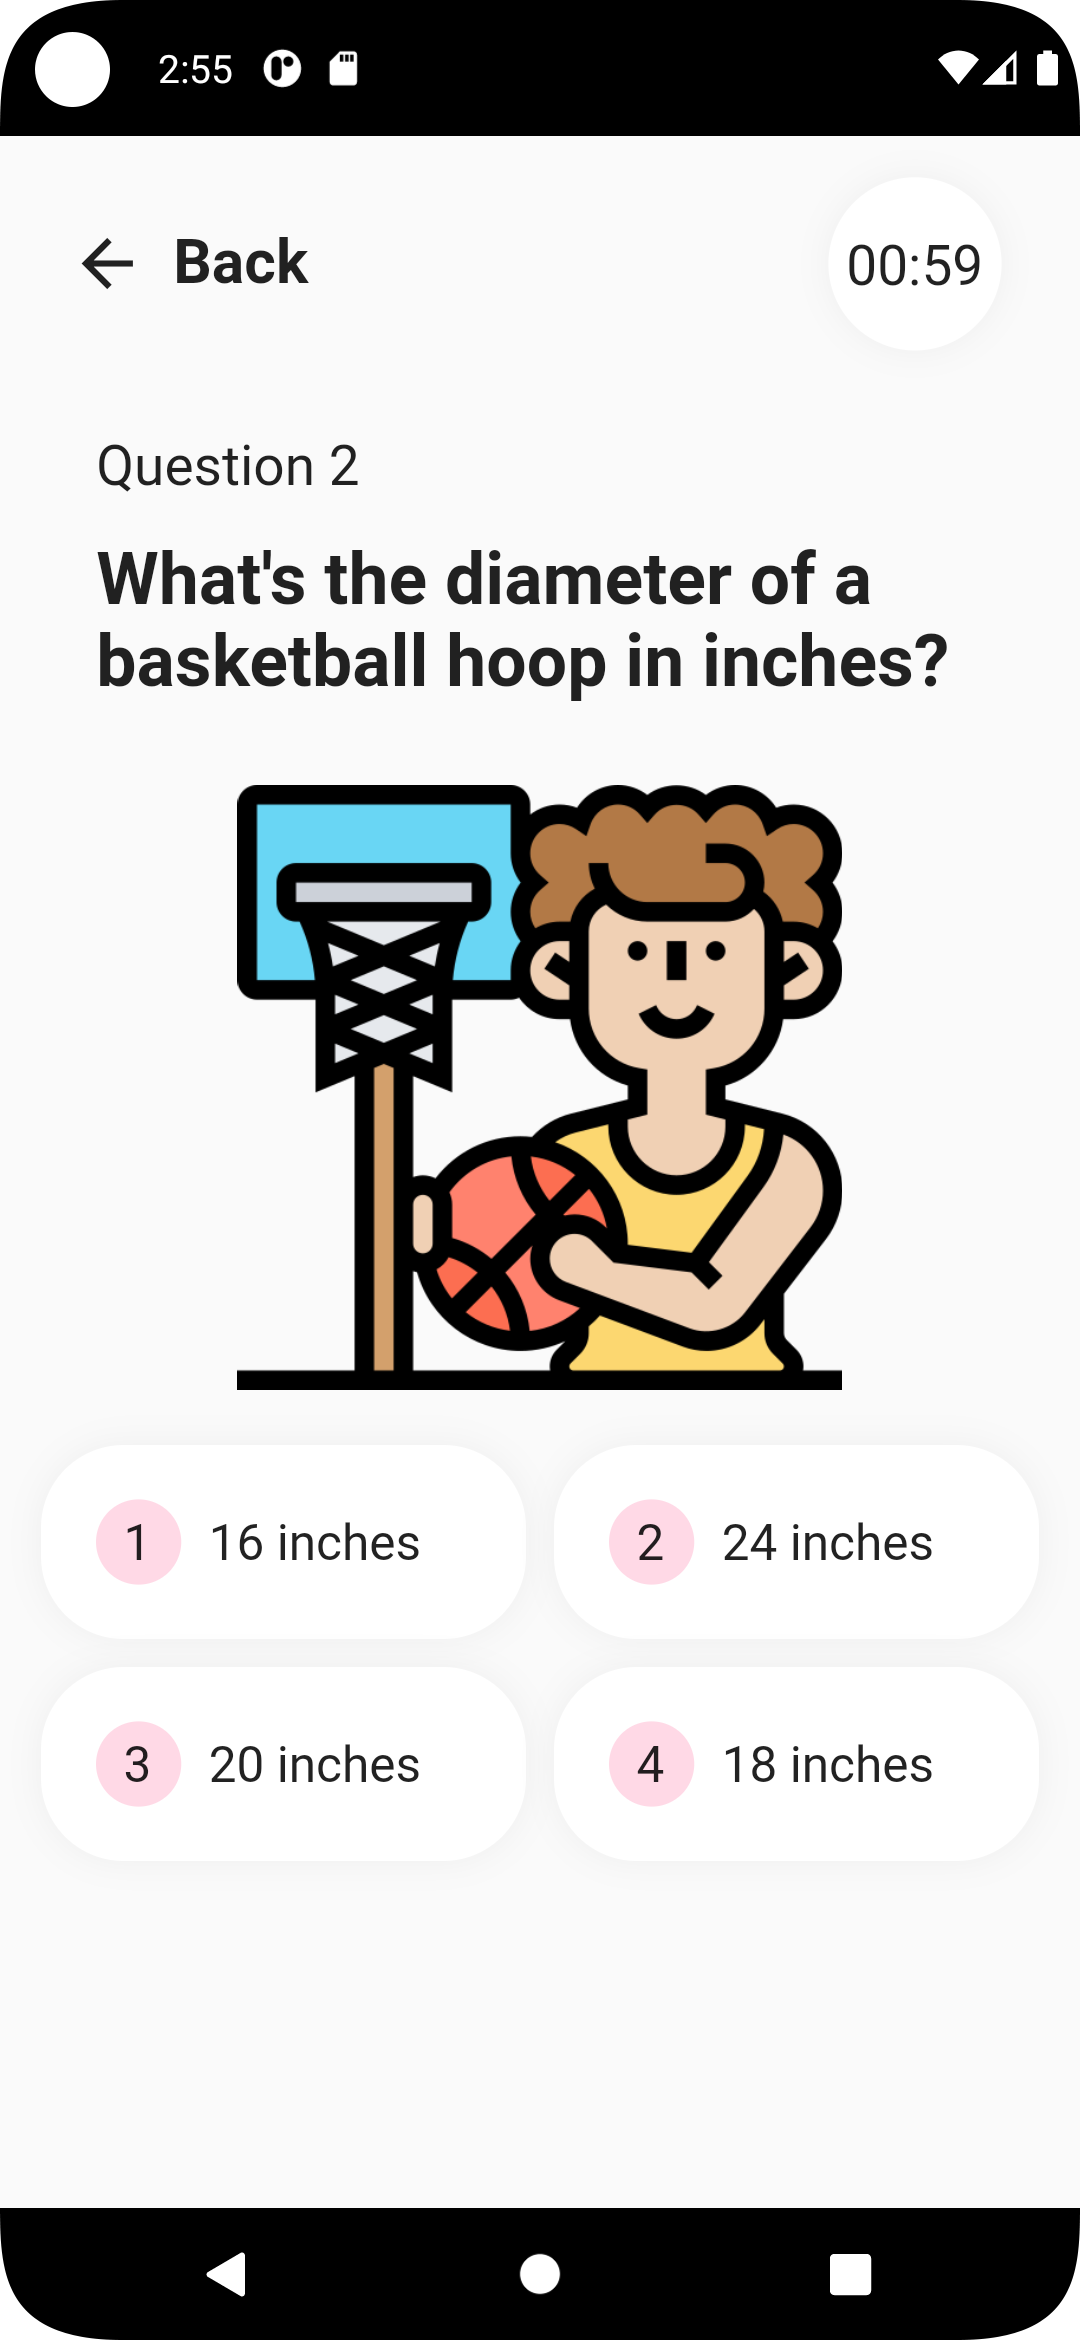 2:55
Back
00:59
Question 2
What's the diameter of a
basketball hoop in inches?
1 16 inches
2 24 inches
3 20 inches
4 18 inches